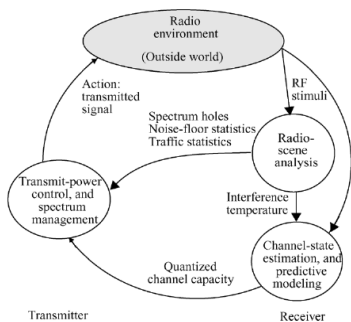 Radio
environment
(Outside world)
Action:
transmitted
signal
RF
stimuli
Spectrum holes
Noise-floor statistics
Traffic statistics
Radio-
scene
analysis
Transmit-power
control, and
spectrum
management
Interference
temperature
Channel-state
estimation, and
predictive
modeling
Quantized
channel capacity
Transmitter
Receiver